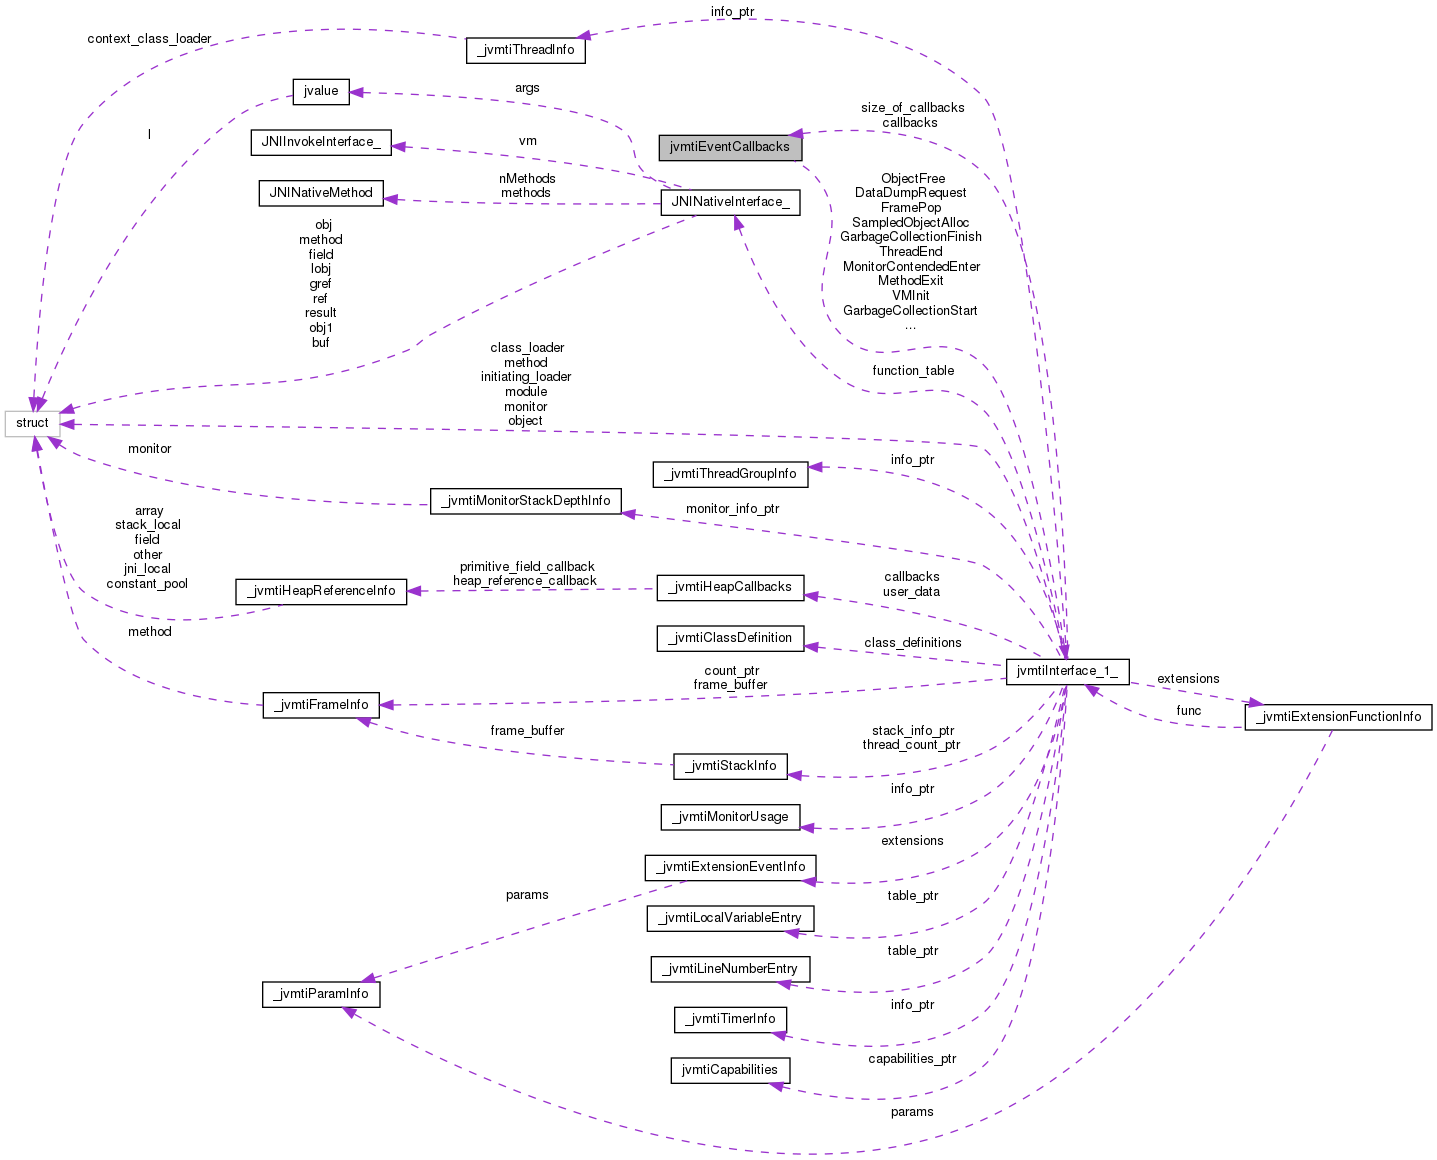 info_ptr
context_class_loader
_jvmtiThreadInfo
jvalue
args
size_of_callbacks
callbacks
l
JNIInvokeInterface_
vm
jvmtiEventCallbacks
JNINativeMethod
nMethods
methods
JNINativeInterface_
ObjectFree
DataDumpRequest
FramePop
SampledObjectAlloc
GarbageCollectionFinish
ThreadEnd
MonitorContendedEnter
MethodExit
VMInit
GarbageCollectionStart
...
obj
method
field
lobj
gref
ref
result
obj1
buf
function_table
class_loader
method
initiating_loader
module
monitor
object
struct
monitor
_jvmtiThreadGroupInfo
info_ptr
_jvmtiMonitorStackDepthInfo
monitor_info_ptr
array
stack_local
field
other
jni_local
constant_pool
_jvmtiHeapReferenceInfo
primitive_field_callback
heap_reference_callback
_jvmtiHeapCallbacks
callbacks
user_data
method
_jvmtiClassDefinition
class_definitions
jvmtiInterface_1_
count_ptr
frame_buffer
extensions
_jvmtiFrameInfo
func
_jvmtiExtensionFunctionInfo
frame_buffer
stack_info_ptr
thread_count_ptr
_jvmtiStackInfo
info_ptr
_jvmtiMonitorUsage
extensions
_jvmtiExtensionEventInfo
params
table_ptr
_jvmtiLocalVariableEntry
table_ptr
_jvmtiLineNumberEntry
_jvmtiParamInfo
info_ptr
_jvmtiTimerInfo
capabilities_ptr
jvmtiCapabilities
params